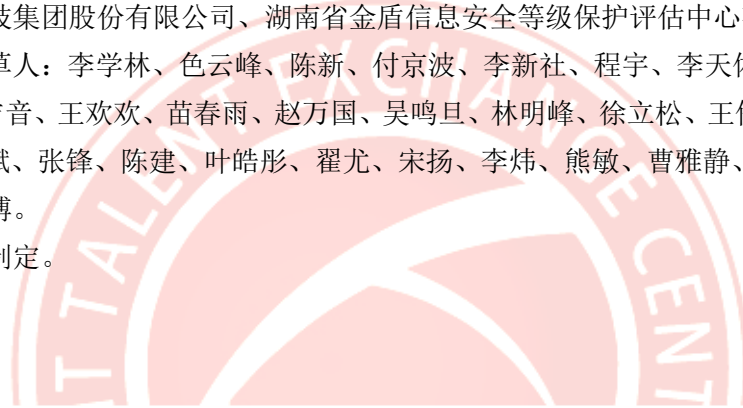 技集团股份有限公司、湖南省金盾信息安全等级保护评估中心
草人：李学林、色云峰、陈新、付京波、李新社、程宇、李天
音、王欢欢、苗春雨、赵万国、吴鸣旦、林明峰、徐立松、王
斌、张锋、陈建、叶皓彤、翟尤、宋扬、李炜、熊敏、曹雅静、
博。
制定。
TALENT EXCHANGE CENT